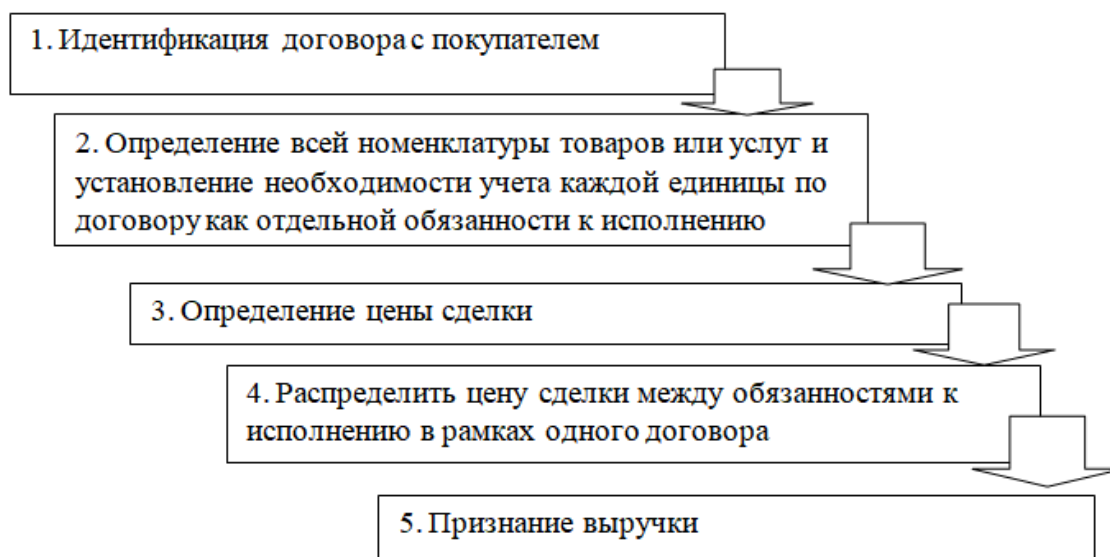 1. Идентификация договора с покупателем
2. Определение всей номенклатуры товаров или услуг и
установление необходимости учета каждой единицы по
договору как отдельной обязанности к исполнению
3. Определение цены сделки
4. Распределить цену сделки между обязанностями к
исполнению в рамках одного договора
5. Признание выручки